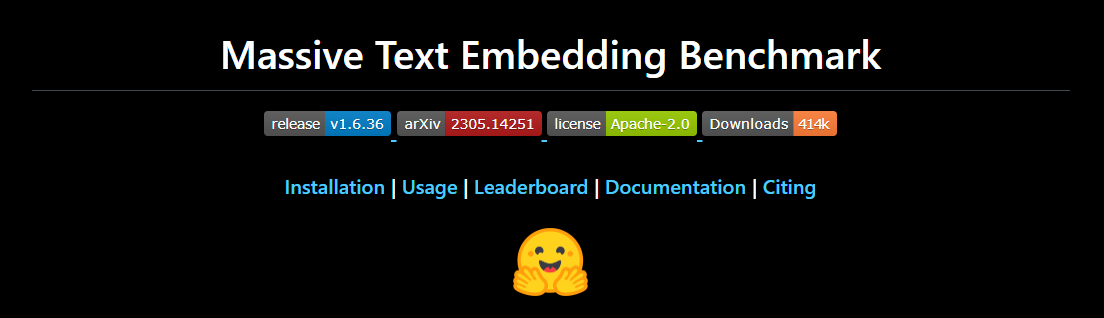 Massive Text Embedding Benchmark
release v1.6.36 arXiv 2305.14251 license Apache-2.0 Downloads 414k
Installation | Usage | Leaderboard | Documentation | Citing